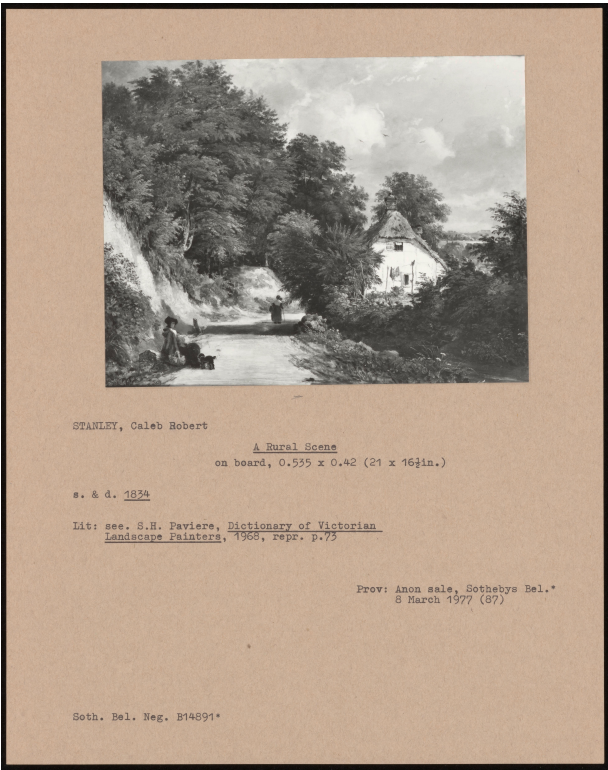 STANLEY, Caleb Robert
A Rural Scene
on board, 0.535 x 0.42 (21 x 16½in.)
s. & d. 1834
Lit: see. S.H. Paviere, Dictionary of Victorian
Landscape Painters, 1968, repr. p.73
Prov: Anon sale, Sothebys Bel.*
8 March 1977 (87)
Soth. Bel. Neg. B14891*